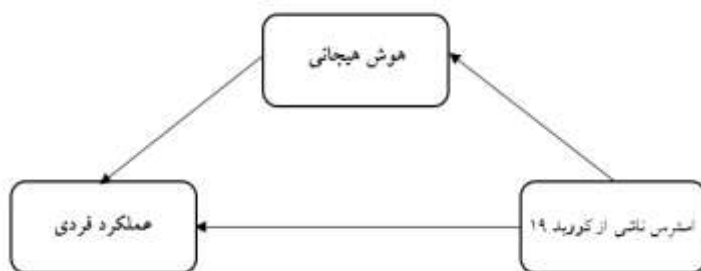 هوش هیجانی
استرس ناشی از کووید ۱۹
عملکرد فردی